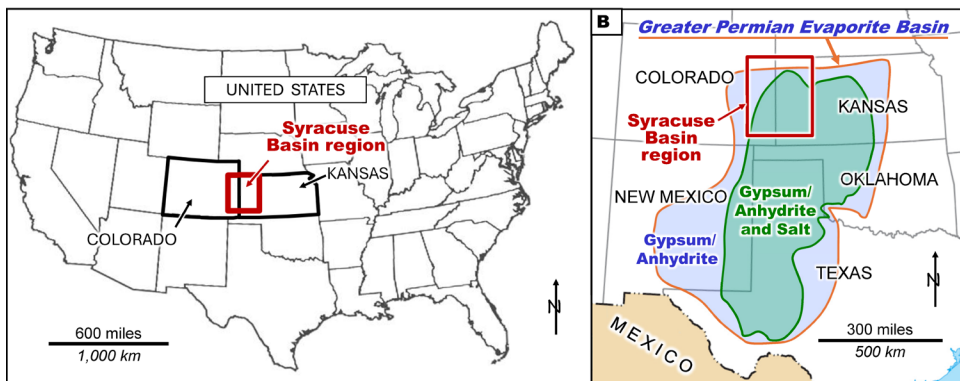 UNITED STATES
Syracuse
Basin region
KANSAS
COLORADO
N
600 miles
1,000 km
B
Greater Permian Evaporite Basin
COLORADO
KANSAS
Syracuse
Basin
region
OKLAHOMA
NEW MEXICO
Gypsum/
Anhydrite
and Salt
Gypsum/
Anhydrite
TEXAS
N
MEXICO
300 miles
500 km